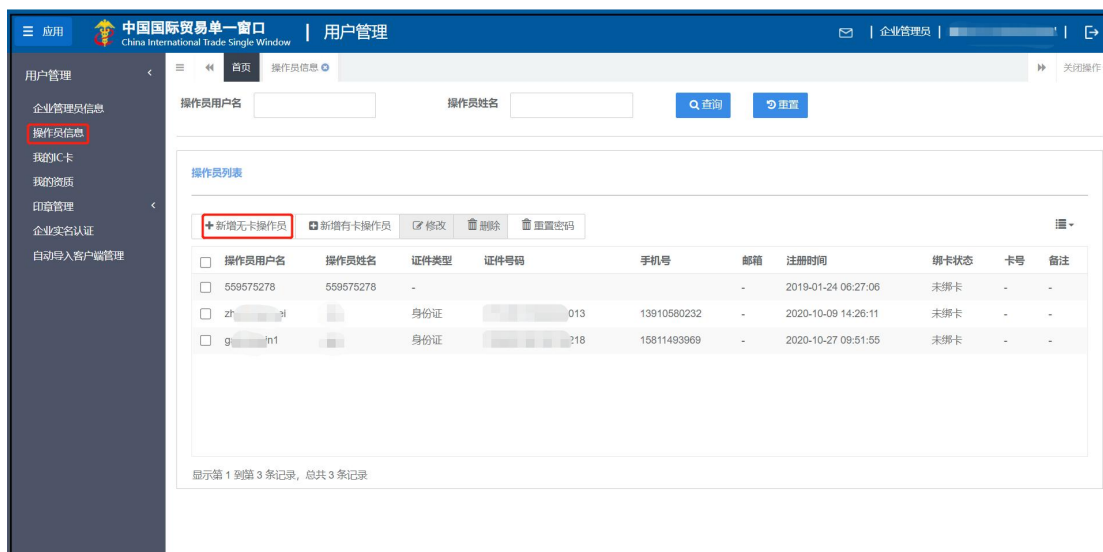 应用 中国国际贸易单一窗口 用户管理 企业管理员
China International Trade Single Window
用户管理 首页 操作员信息 关闭操作
企业管理员信息 操作员用户名 操作员姓名 查询 重置
操作员信息
我的IC卡
我的资质 操作员列表
印章管理
企业实名认证 新增无卡操作员 新增有卡操作员 修改 删除 重置密码
自动导入客户端管理
操作员用户名 操作员姓名 证件类型 证件号码 手机号 邮箱 注册时间 绑卡状态 卡号 备注
559575278 559575278 - - 2019-01-24 06:27:06 未绑卡 - -
zh ei 身份证 013 13910580232 - 2020-10-09 14:26:11 未绑卡 - -
g in1 身份证 218 15811493969 - 2020-10-27 09:51:55 未绑卡 - -
显示第 1 到第 3 条记录，总共 3 条记录